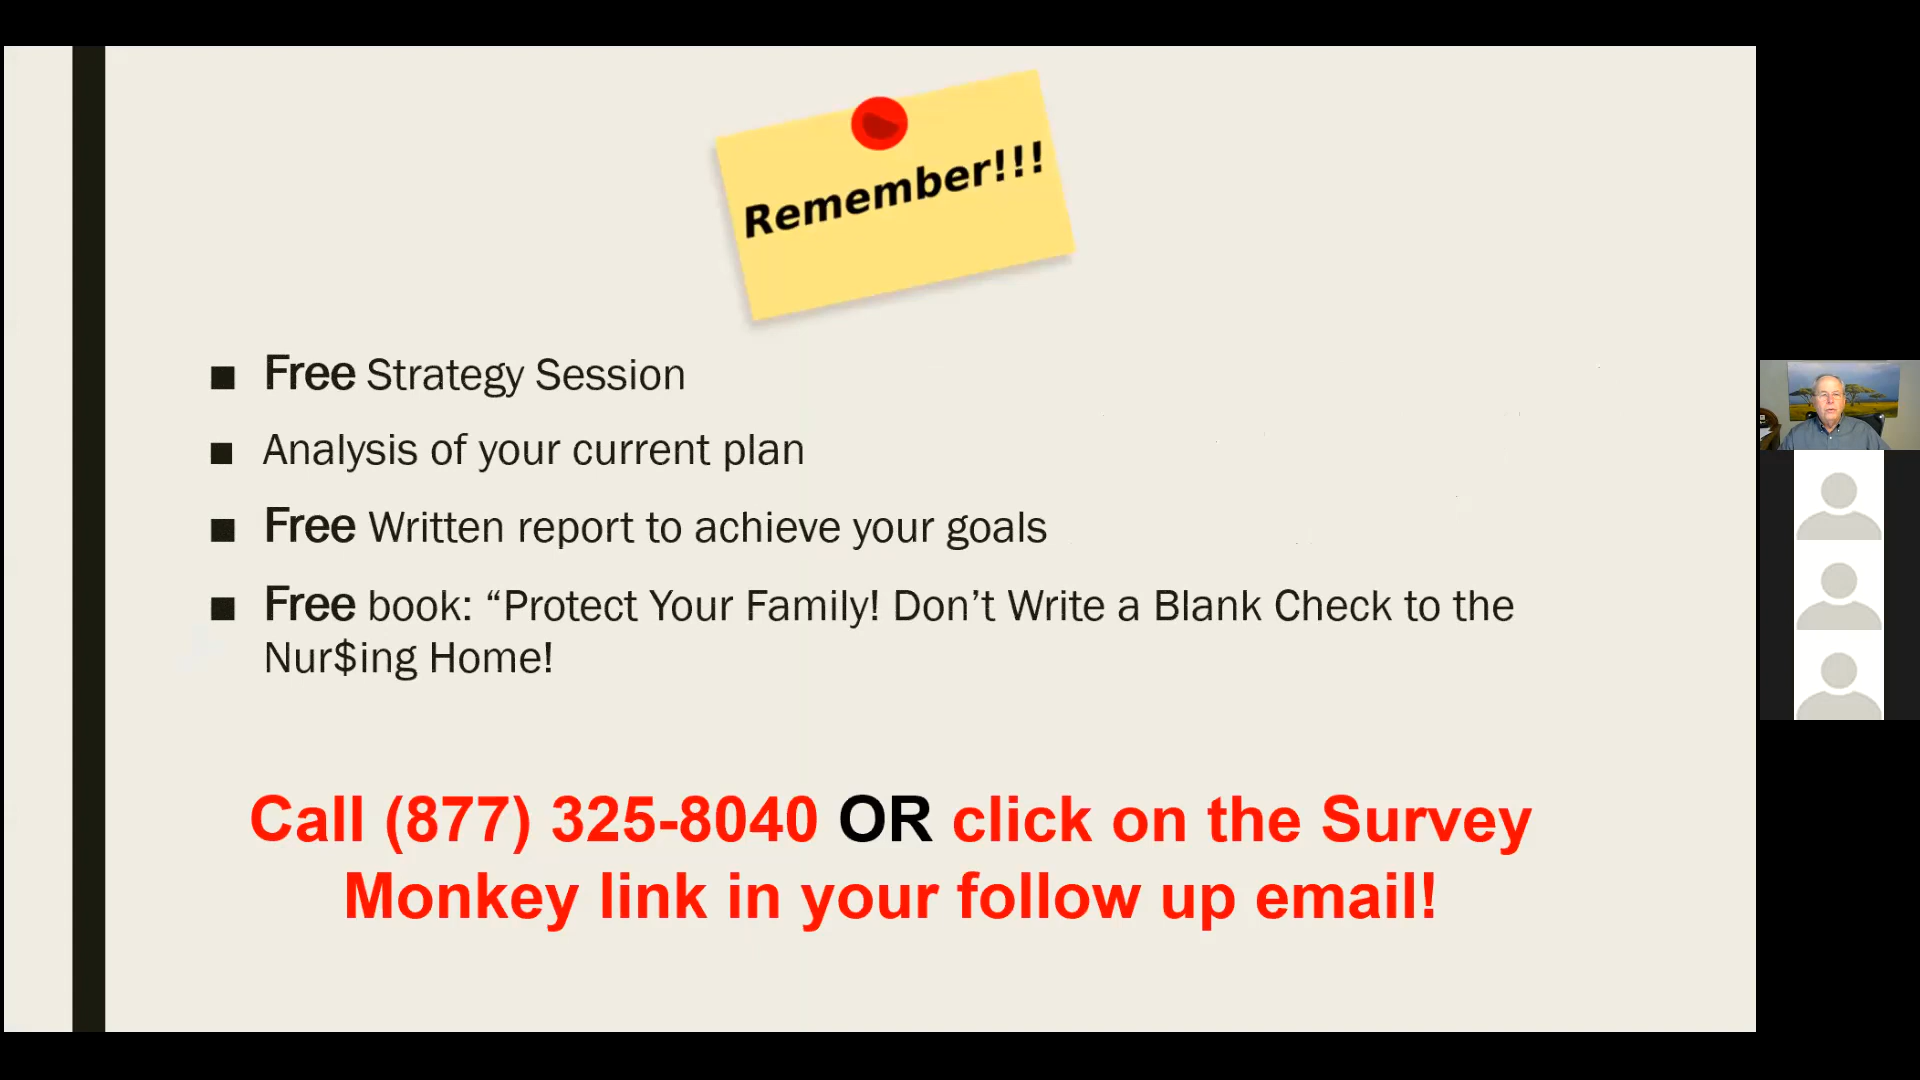 Remember!!!
■ Free Strategy Session
■ Analysis of your current plan
■ Free Written report to achieve your goals
■ Free book: “Protect Your Family! Don’t Write a Blank Check to the
Nur$ing Home!
Call (877) 325-8040 OR click on the Survey
Monkey link in your follow up email!